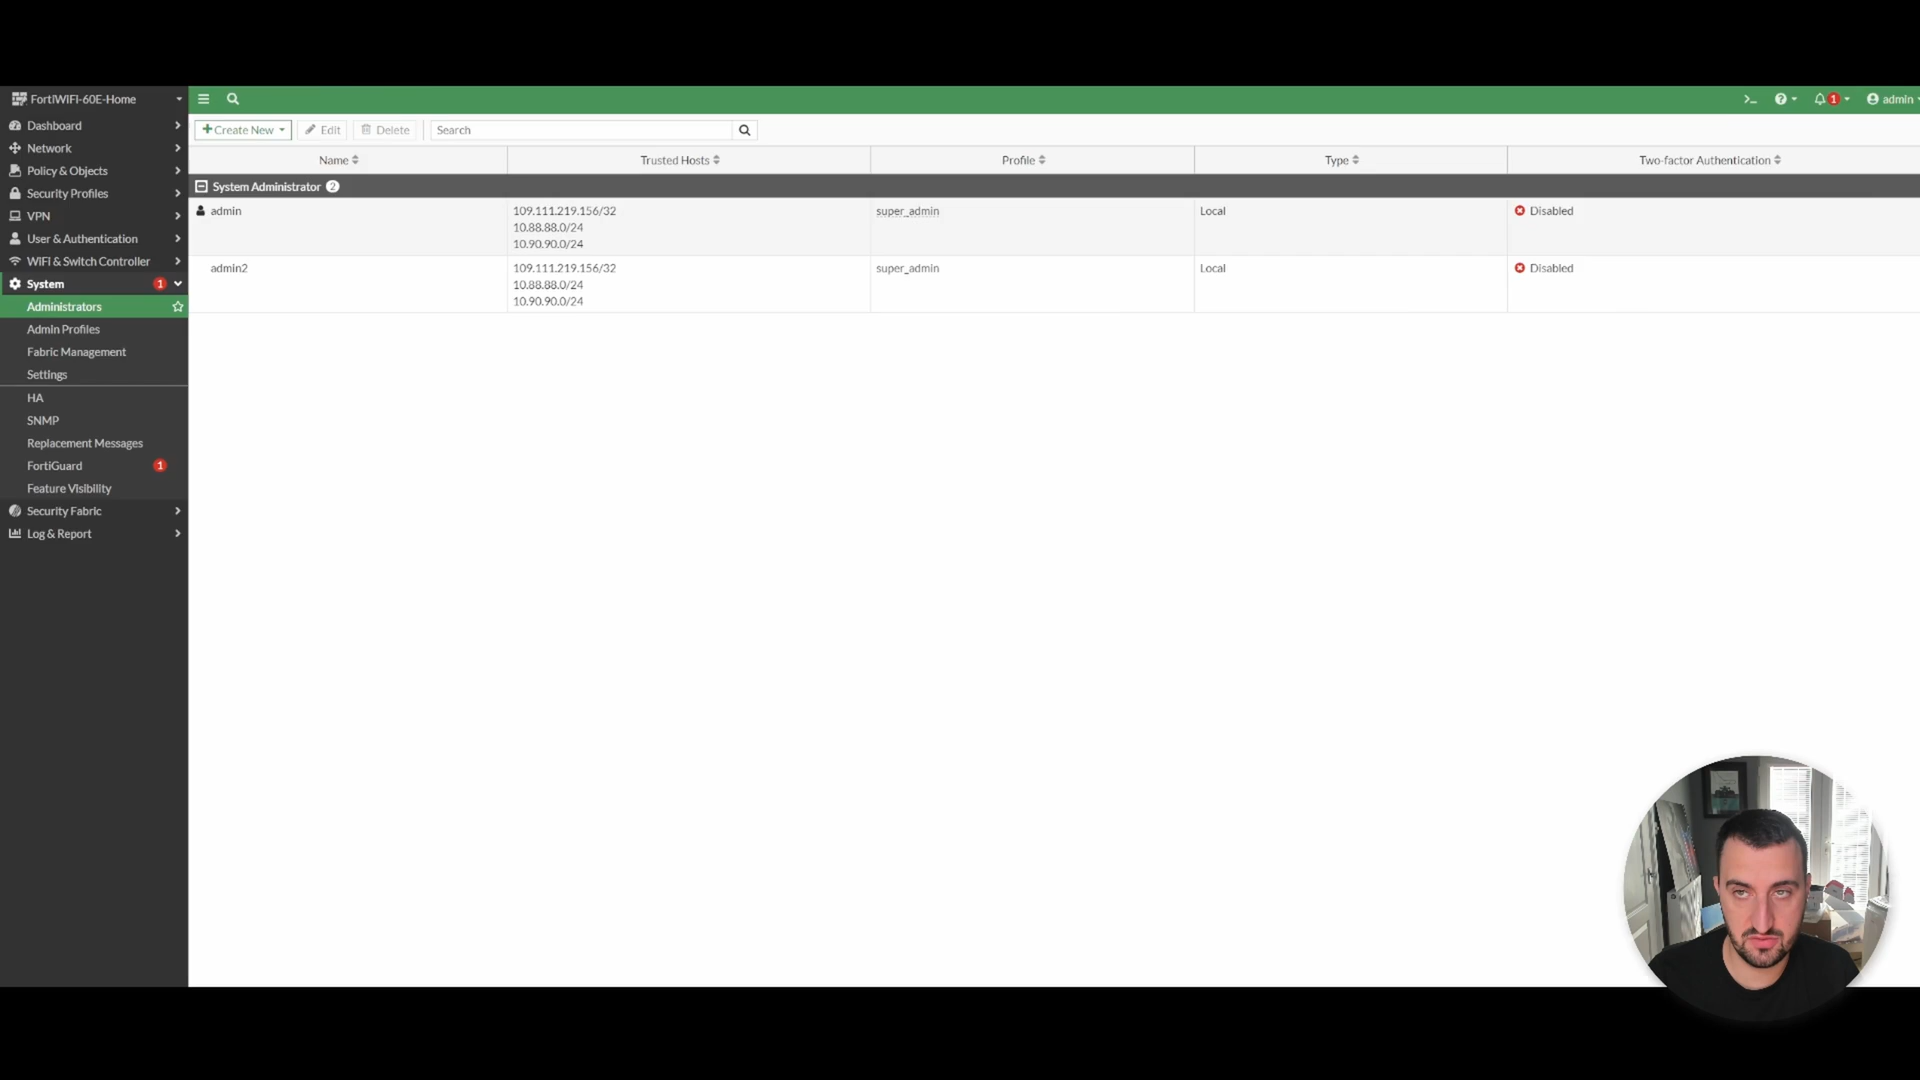 FortiWiFi-60E-Home
>_ ? 1 admin
Dashboard
Network
Policy & Objects
Security Profiles
VPN
User & Authentication
WiFi & Switch Controller
System 1
Administrators
Admin Profiles
Fabric Management
Settings
HA
SNMP
Replacement Messages
FortiGuard 1
Feature Visibility
Security Fabric
Log & Report
+ Create New Edit Delete Search
Name Trusted Hosts Profile Type Two-factor Authentication
System Administrator 2
admin 109.111.219.156/32 super_admin Local Disabled
10.88.88.0/24
10.90.90.0/24
admin2 109.111.219.156/32 super_admin Local Disabled
10.88.88.0/24
10.90.90.0/24